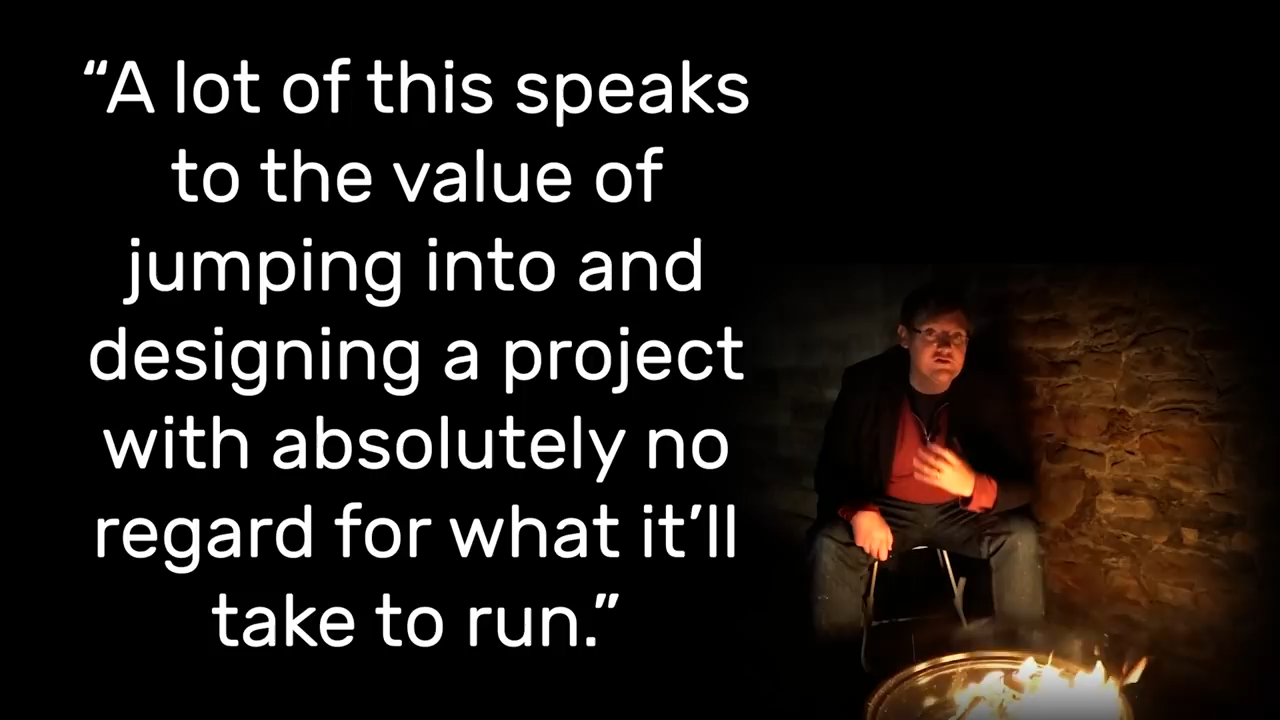 “A lot of this speaks
to the value of
jumping into and
designing a project
with absolutely no
regard for what it’ll
take to run.”